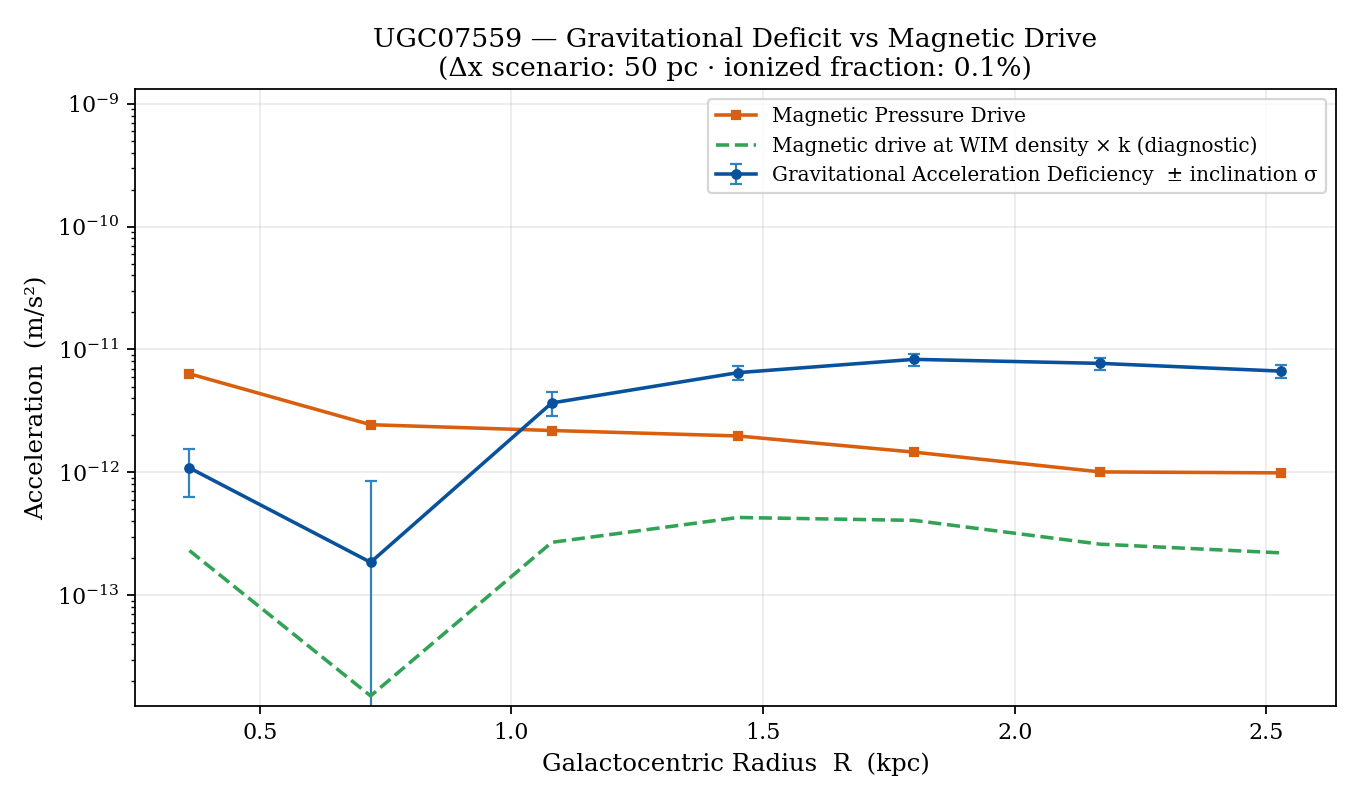 UGC07559 — Gravitational Deficit vs Magnetic Drive
(Δx scenario: 50 pc · ionized fraction: 0.1%)
Magnetic Pressure Drive
Magnetic drive at WIM density × k (diagnostic)
Gravitational Acceleration Deficiency ± inclination σ
Acceleration (m/s²)
10⁻⁹
10⁻¹⁰
10⁻¹¹
10⁻¹²
10⁻¹³
0.5 1.0 1.5 2.0 2.5
Galactocentric Radius R (kpc)